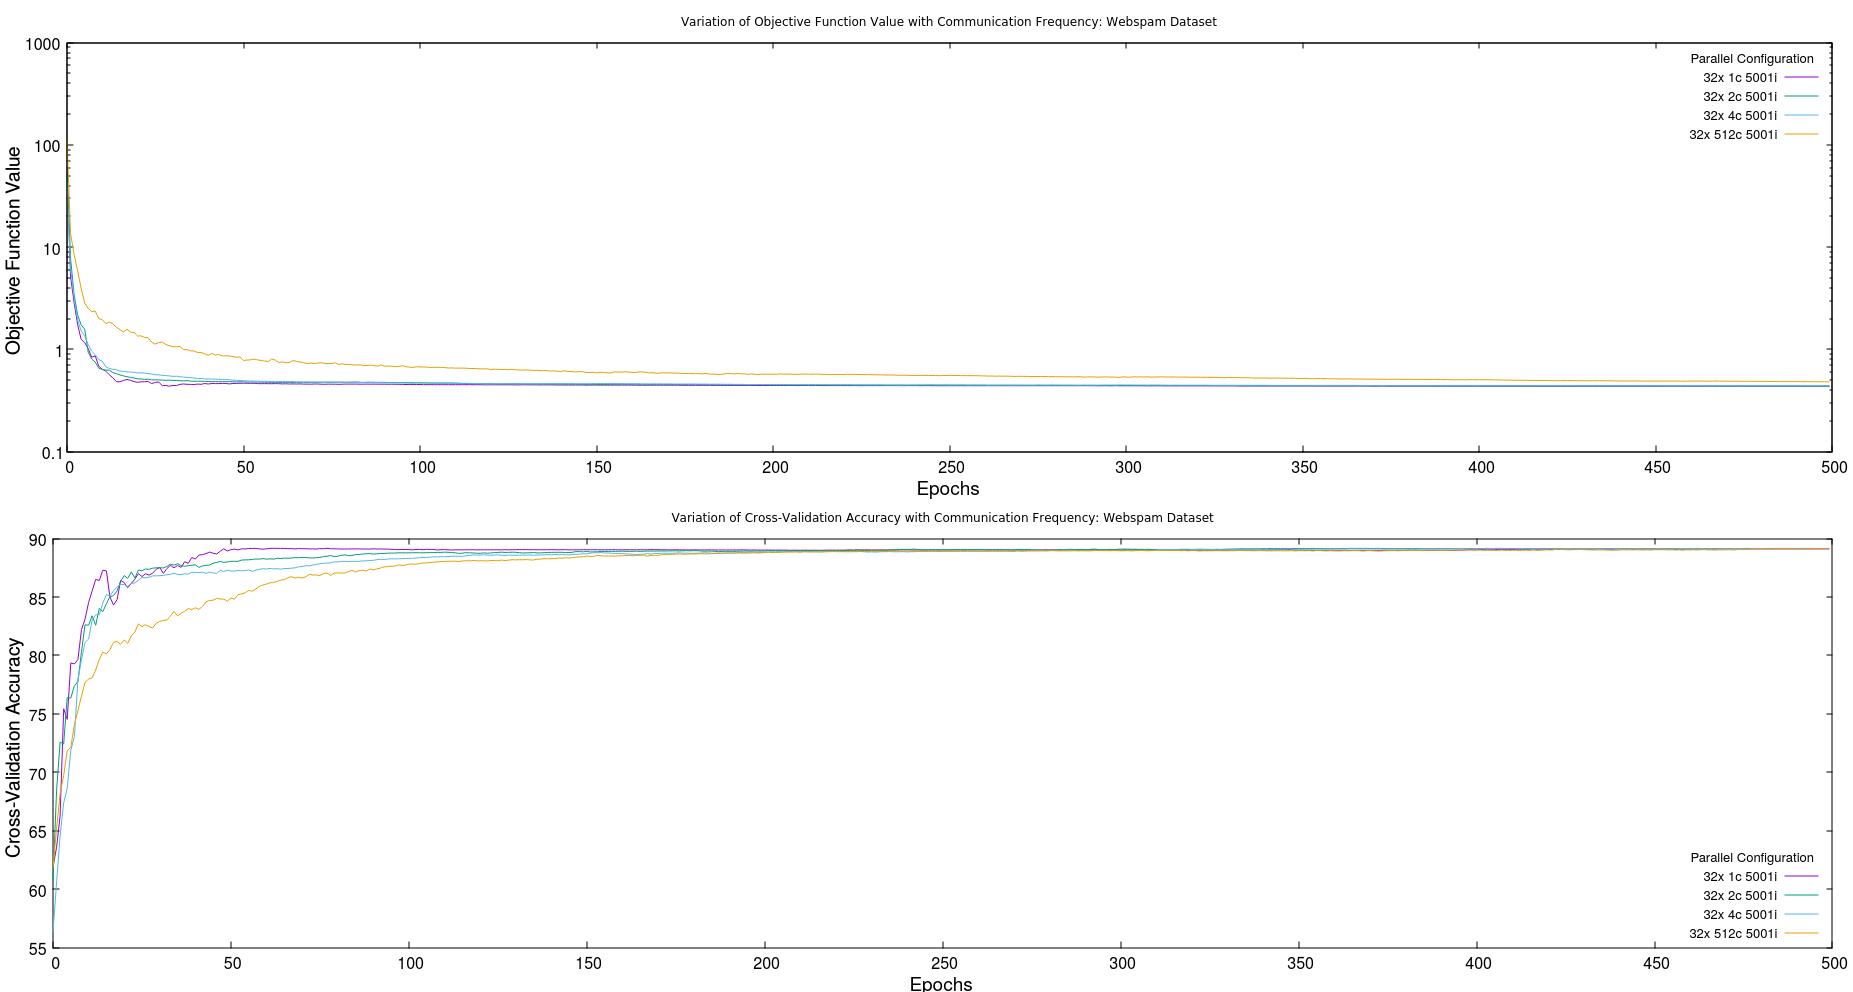 Variation of Objective Function Value with Communication Frequency: Webspam Dataset
1000
100
10
1
0.1
Objective Function Value
Parallel Configuration
32x 1c 5001i
32x 2c 5001i
32x 4c 5001i
32x 512c 5001i
0 50 100 150 200 250 300 350 400 450 500
Epochs
Variation of Cross-Validation Accuracy with Communication Frequency: Webspam Dataset
90
85
80
75
70
65
60
55
Cross-Validation Accuracy
Parallel Configuration
32x 1c 5001i
32x 2c 5001i
32x 4c 5001i
32x 512c 5001i
0 50 100 150 200 250 300 350 400 450 500
Epochs